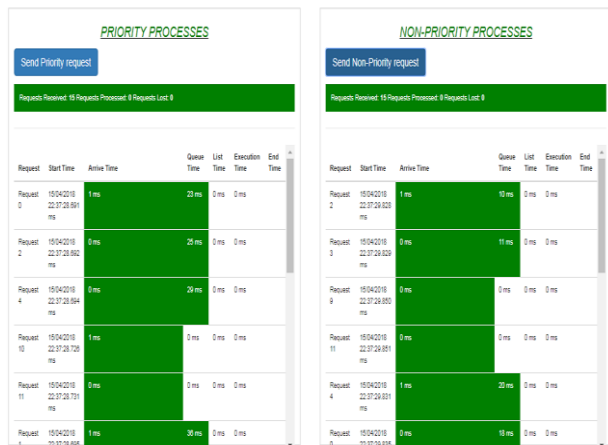 PRIORITY PROCESSES
Send Priority request
Requests Received: 15 Requests Processed: 0 Requests Lost: 0
Request Start Time Arrive Time Queue Time List Time Execution Time End Time
Request 0 15/04/2018 22:37:28.691 ms 1 ms 23 ms 0 ms 0 ms
Request 2 15/04/2018 22:37:28.692 ms 0 ms 25 ms 0 ms 0 ms
Request 4 15/04/2018 22:37:28.694 ms 0 ms 29 ms 0 ms 0 ms
Request 10 15/04/2018 22:37:28.726 ms 1 ms 0 ms 0 ms 0 ms
Request 11 15/04/2018 22:37:28.731 ms 0 ms 0 ms 0 ms 0 ms
Request 15/04/2018 1 ms 36 ms 0 ms 0 ms
NON-PRIORITY PROCESSES
Send Non-Priority request
Requests Received: 15 Requests Processed: 0 Requests Lost: 0
Request Start Time Arrive Time Queue Time List Time Execution Time End Time
Request 2 15/04/2018 22:37:29.828 ms 1 ms 10 ms 0 ms 0 ms
Request 3 15/04/2018 22:37:29.829 ms 0 ms 11 ms 0 ms 0 ms
Request 9 15/04/2018 22:37:29.850 ms 0 ms 0 ms 0 ms 0 ms
Request 11 15/04/2018 22:37:29.851 ms 0 ms 0 ms 0 ms 0 ms
Request 4 15/04/2018 22:37:29.831 ms 1 ms 20 ms 0 ms 0 ms
Request 15/04/2018 0 ms 18 ms 0 ms 0 ms